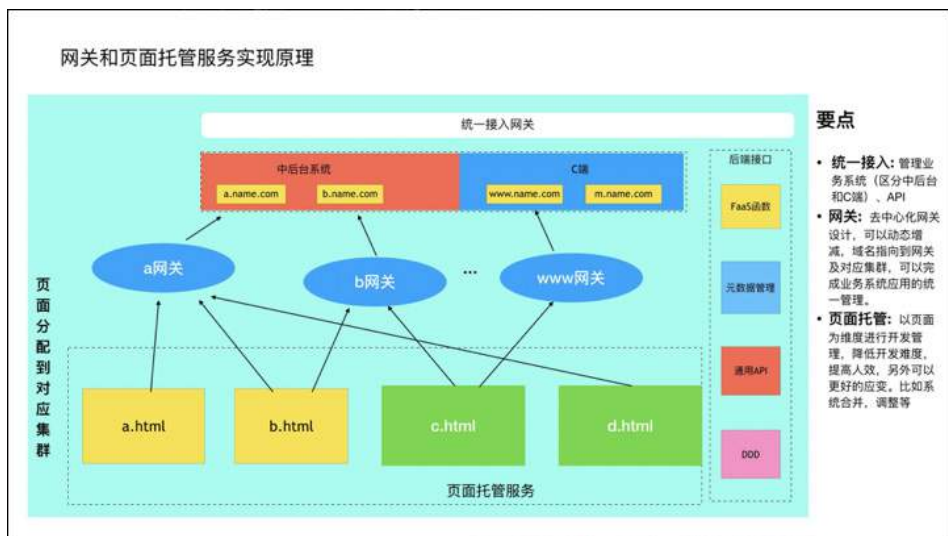 网关和页面托管服务实现原理
统一接入网关
中后台系统
C端
a.name.com
b.name.com
www.name.com
m.name.com
a网关
b网关
...
www网关
页面分配到对应集群
a.html
b.html
c.html
d.html
页面托管服务
后端接口
FaaS函数
元数据管理
通用API
DDD
要点
• 统一接入: 管理业
务系统（区分中后台
和C端）、API
• 网关: 去中心化网关
设计，可以动态增
减，域名指向到网关
及对应集群，可以完
成业务系统应用的统
一管理。
• 页面托管: 以页面
为维度进行开发管
理，降低开发难度，
提高人效，另外可以
更好的应变。比如系
统合并，调整等